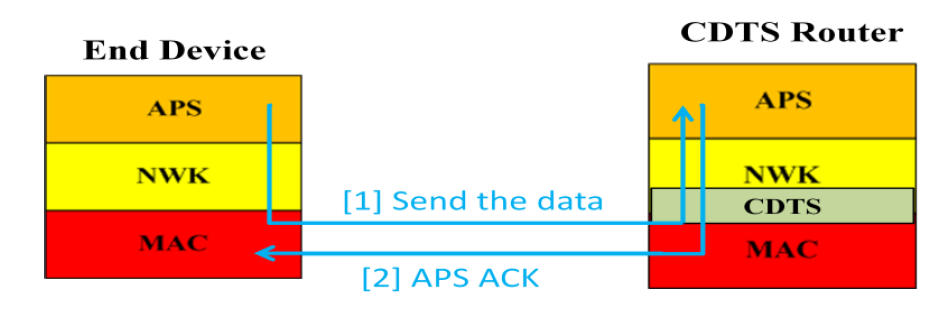 End Device
APS
NWK
MAC
[1] Send the data
[2] APS ACK
CDTS Router
APS
NWK
CDTS
MAC